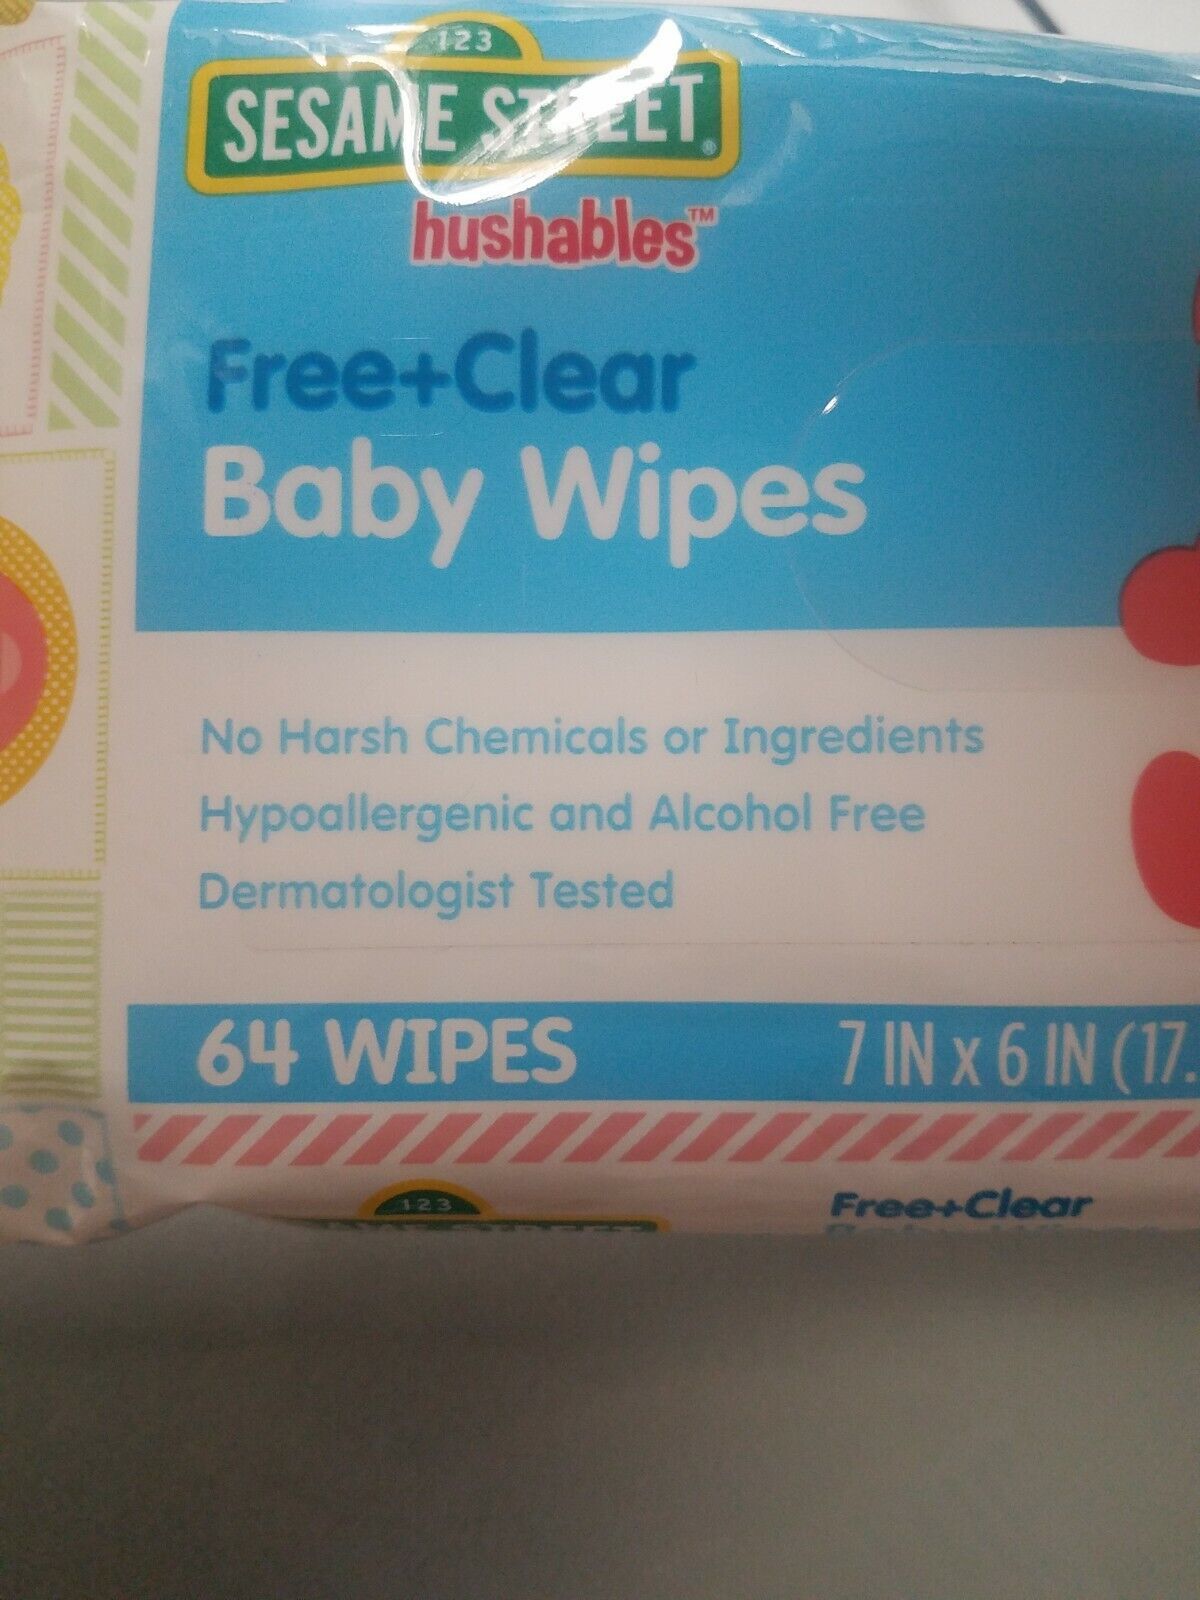 123
SESAME STREET®
hushables™
Free+Clear
Baby Wipes
No Harsh Chemicals or Ingredients
Hypoallergenic and Alcohol Free
Dermatologist Tested
64 WIPES
7 IN x 6 IN (17.
123
Free+Clear